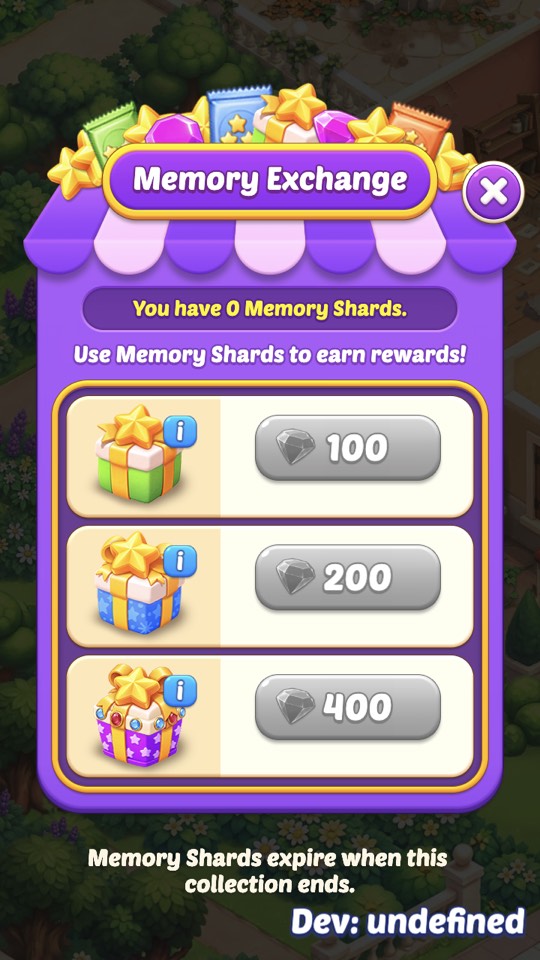 Memory Exchange
You have 0 Memory Shards.
Use Memory Shards to earn rewards!
i
100
i
200
i
400
Memory Shards expire when this
collection ends.
Dev: undefined